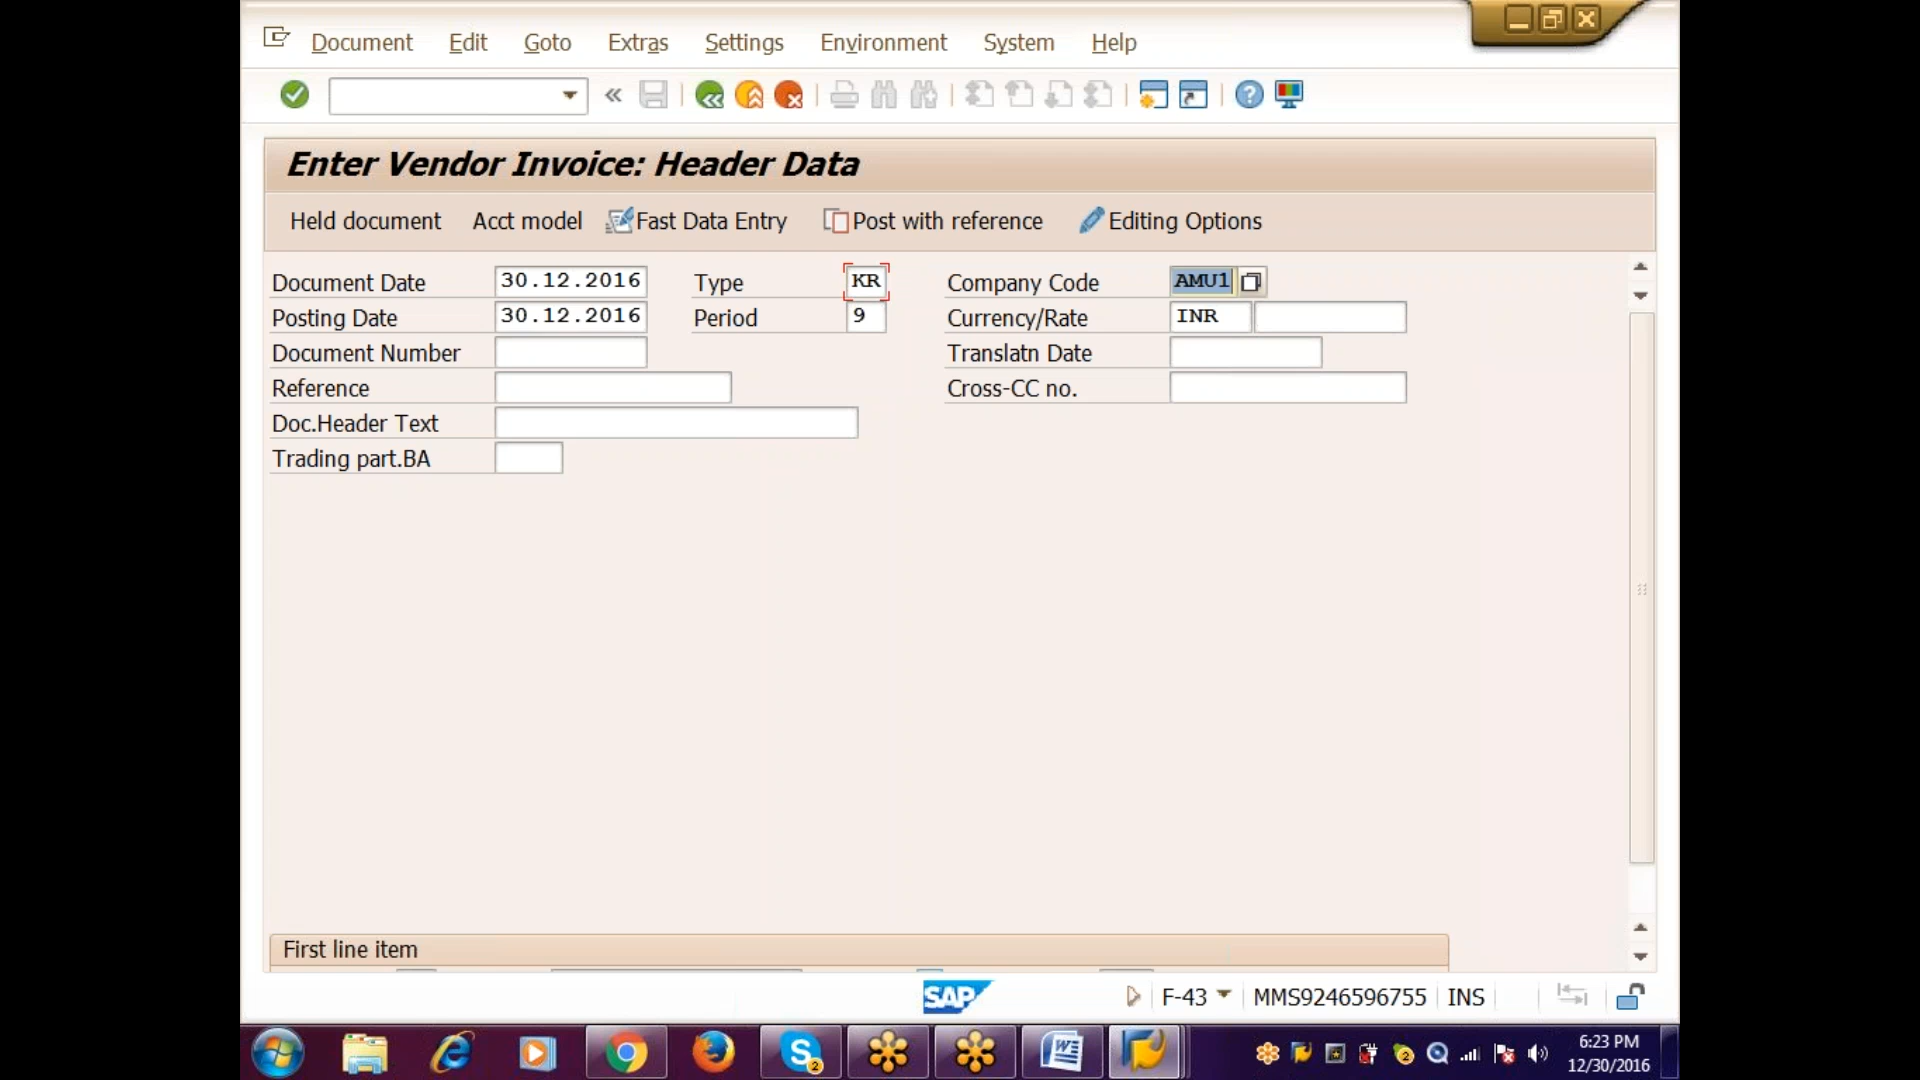 Document Edit Goto Extras Settings Environment System Help
Enter Vendor Invoice: Header Data
Held document Acct model Fast Data Entry Post with reference Editing Options
Document Date 30.12.2016 Type KR Company Code AMU1
Posting Date 30.12.2016 Period 9 Currency/Rate INR
Document Number Translatn Date
Reference Cross-CC no.
Doc.Header Text
Trading part.BA
First line item
SAP F-43 MMS9246596755 INS
6:23 PM
12/30/2016